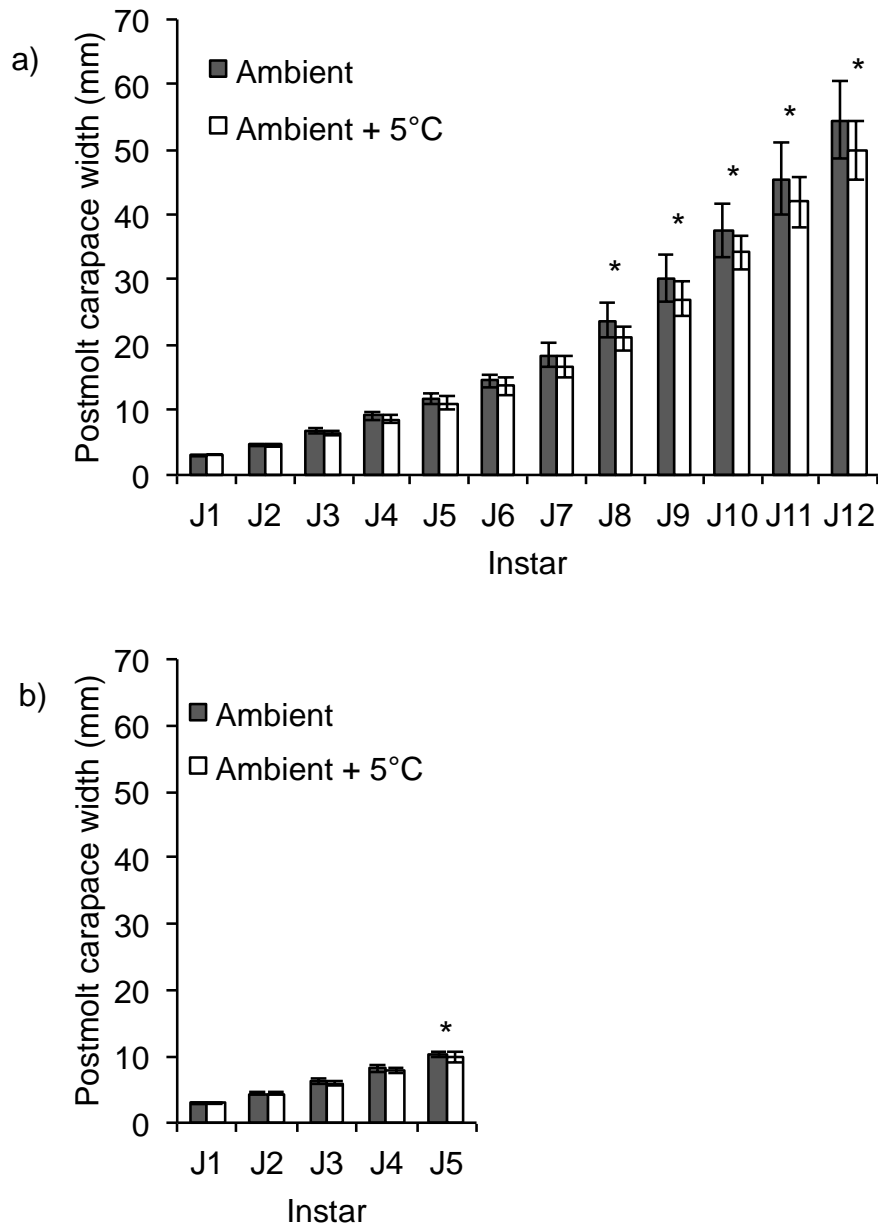 a)
Postmolt carapace width (mm)
70
60
50
40
30
20
10
0
Ambient
Ambient + 5°C
*
*
*
*
*
J1 J2 J3 J4 J5 J6 J7 J8 J9 J10 J11 J12
Instar
b)
Postmolt carapace width (mm)
70
60
50
40
30
20
10
0
Ambient
Ambient + 5°C
*
J1 J2 J3 J4 J5
Instar